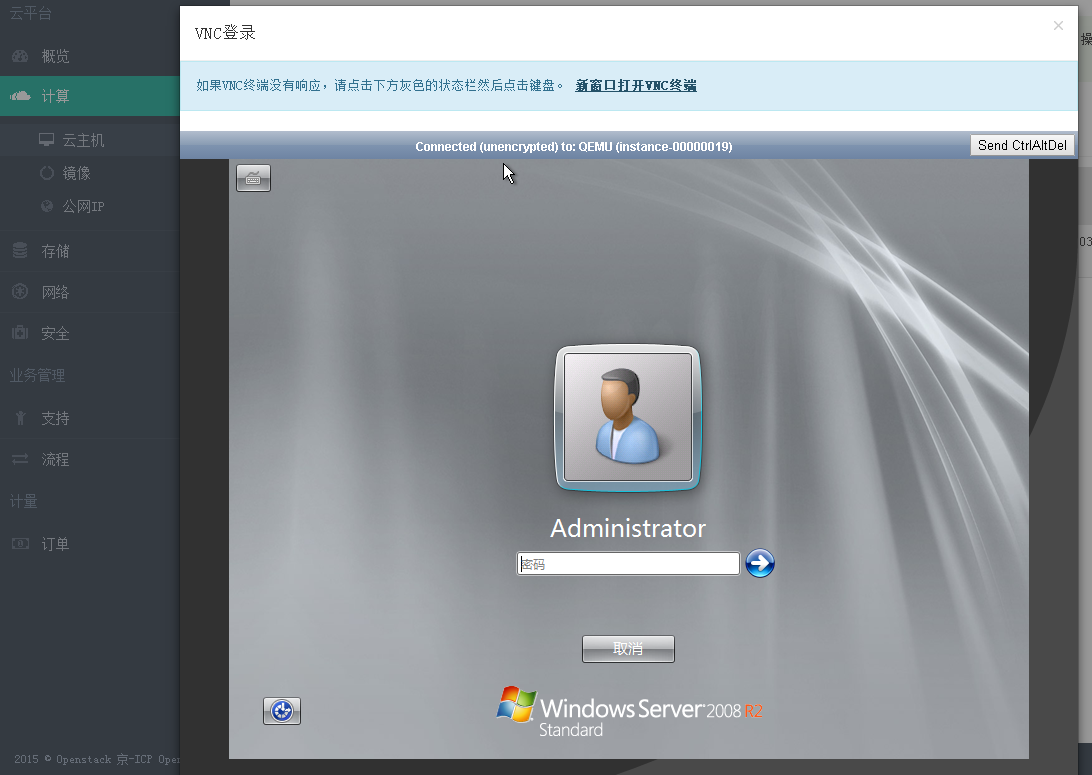 云平台
概览
计算
云主机
镜像
公网IP
存储
网络
安全
业务管理
支持
流程
计量
订单
2015 © Openstack 京-ICP Open
VNC登录
×
如果VNC终端没有响应，请点击下方灰色的状态栏然后点击键盘。 新窗口打开VNC终端
Connected (unencrypted) to: QEMU (instance-00000019)
Send CtrlAltDel
Administrator
密码
取消
Windows Server 2008 R2
Standard
操
03